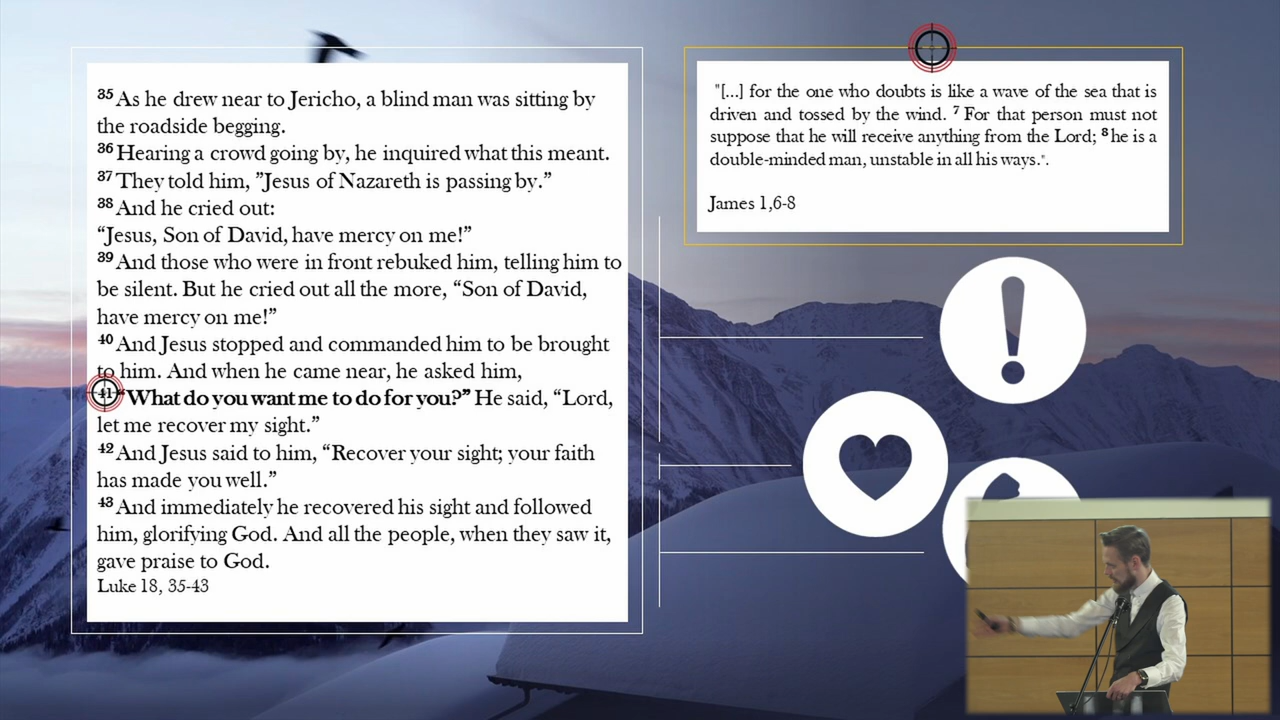 35 As he drew near to Jericho, a blind man was sitting by
the roadside begging.
36 Hearing a crowd going by, he inquired what this meant.
37 They told him, ”Jesus of Nazareth is passing by.”
38 And he cried out:
“Jesus, Son of David, have mercy on me!”
39 And those who were in front rebuked him, telling him to
be silent. But he cried out all the more, “Son of David,
have mercy on me!”
40 And Jesus stopped and commanded him to be brought
to him. And when he came near, he asked him,
41 “What do you want me to do for you?” He said, “Lord,
let me recover my sight.”
42 And Jesus said to him, “Recover your sight; your faith
has made you well.”
43 And immediately he recovered his sight and followed
him, glorifying God. And all the people, when they saw it,
gave praise to God.
Luke 18, 35-43
"[...] for the one who doubts is like a wave of the sea that is
driven and tossed by the wind. 7 For that person must not
suppose that he will receive anything from the Lord; 8 he is a
double-minded man, unstable in all his ways.".
James 1,6-8